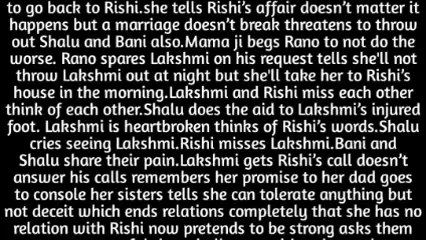 to go back to Rishi.she tells Rishi's affair doesn't matter it
happens but a marriage doesn't break threatens to throw
out Shalu and Bani also.Mama ji begs Rano to not do the
worse. Rano spares Lakshmi on his request tells she'll not
throw Lakshmi out at night but she'll take her to Rishi's
house in the morning.Lakshmi and Rishi miss each other
think of each other.Shalu does the aid to Lakshmi's injured
foot. Lakshmi is heartbroken thinks of Rishi's words.Shalu
cries seeing Lakshmi.Rishi misses Lakshmi.Bani and
Shalu share their pain.Lakshmi gets Rishi's call doesn't
answer his calls remembers her promise to her dad goes
to console her sisters tells she can tolerate anything but
not deceit which ends relations completely that she has no
relation with Rishi now pretends to be strong asks them